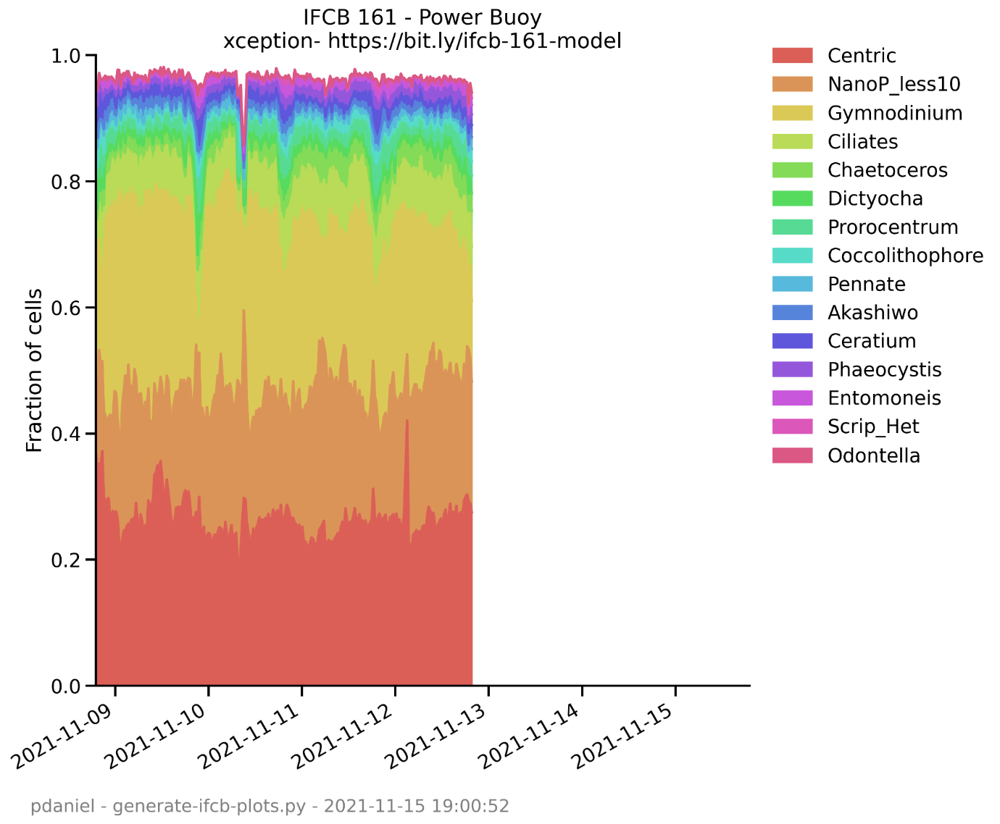 IFCB 161 - Power Buoy
xception- https://bit.ly/ifcb-161-model
1.0
0.8
0.6
0.4
0.2
0.0
Fraction of cells
2021-11-09
2021-11-10
2021-11-11
2021-11-12
2021-11-13
2021-11-14
2021-11-15
Centric
NanoP_less10
Gymnodinium
Ciliates
Chaetoceros
Dictyocha
Prorocentrum
Coccolithophore
Pennate
Akashiwo
Ceratium
Phaeocystis
Entomoneis
Scrip_Het
Odontella
pdaniel - generate-ifcb-plots.py - 2021-11-15 19:00:52